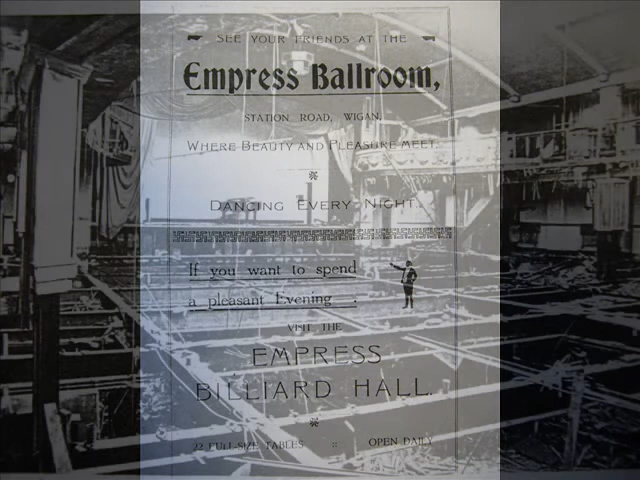 SEE YOUR FRIENDS AT THE
Empress Ballroom,
STATION ROAD, WIGAN,
WHERE BEAUTY AND PLEASURE MEET.
DANCING EVERY NIGHT.
If you want to spend
a pleasant Evening .
VISIT THE
EMPRESS
BILLIARD HALL.
22 FULL-SIZE TABLES :: OPEN DAILY